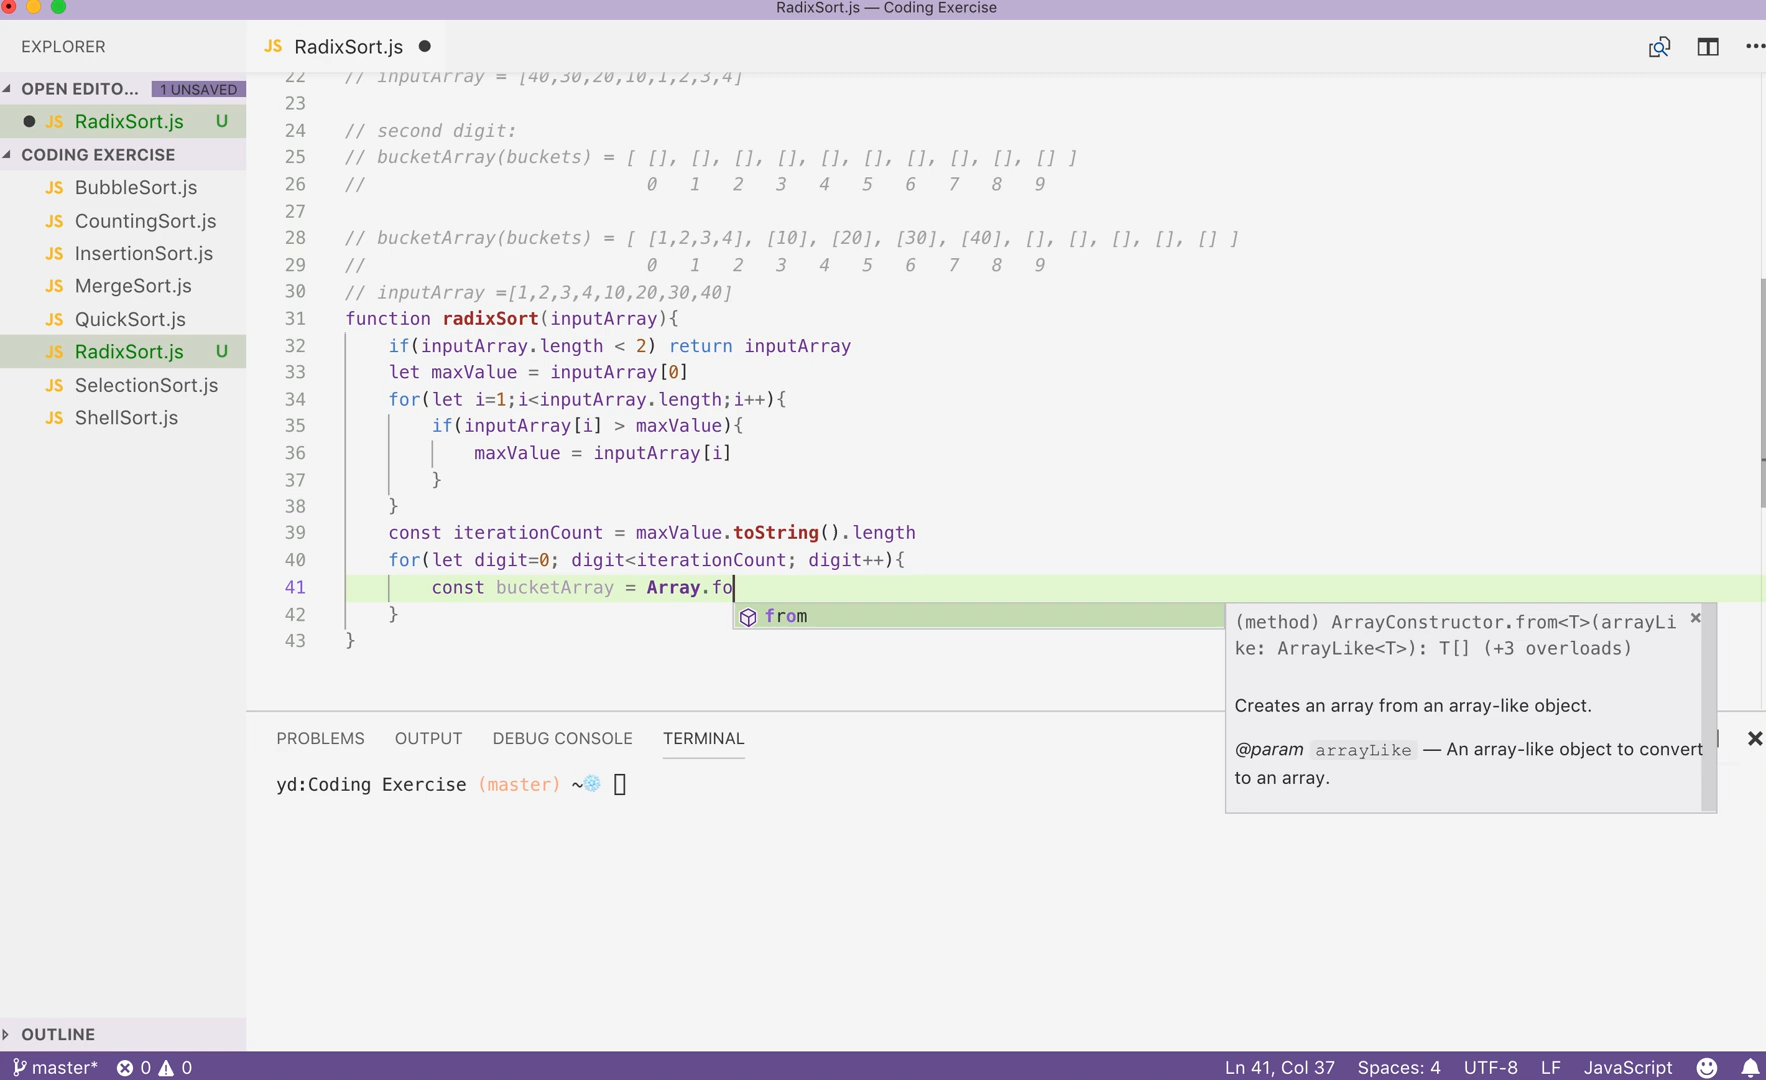 RadixSort.js — Coding Exercise
EXPLORER
JS RadixSort.js
OPEN EDITO... 1 UNSAVED
JS RadixSort.js U
CODING EXERCISE
JS BubbleSort.js
JS CountingSort.js
JS InsertionSort.js
JS MergeSort.js
JS QuickSort.js
JS RadixSort.js U
JS SelectionSort.js
JS ShellSort.js
OUTLINE
22 // inputArray = [40,30,20,10,1,2,3,4]
23
24 // second digit:
25 // bucketArray(buckets) = [ [], [], [], [], [], [], [], [], [], [] ]
26 // 0 1 2 3 4 5 6 7 8 9
27
28 // bucketArray(buckets) = [ [1,2,3,4], [10], [20], [30], [40], [], [], [], [], [] ]
29 // 0 1 2 3 4 5 6 7 8 9
30 // inputArray =[1,2,3,4,10,20,30,40]
31 function radixSort(inputArray){
32 if(inputArray.length < 2) return inputArray
33 let maxValue = inputArray[0]
34 for(let i=1;i<inputArray.length;i++){
35 if(inputArray[i] > maxValue){
36 maxValue = inputArray[i]
37 }
38 }
39 const iterationCount = maxValue.toString().length
40 for(let digit=0; digit<iterationCount; digit++){
41 const bucketArray = Array.fo
42 }
43 }
from
(method) ArrayConstructor.from<T>(arrayLi
ke: ArrayLike<T>): T[] (+3 overloads)
Creates an array from an array-like object.
@param arrayLike — An array-like object to convert
to an array.
PROBLEMS OUTPUT DEBUG CONSOLE TERMINAL
yd:Coding Exercise (master) ~
master* 0 0 Ln 41, Col 37 Spaces: 4 UTF-8 LF JavaScript